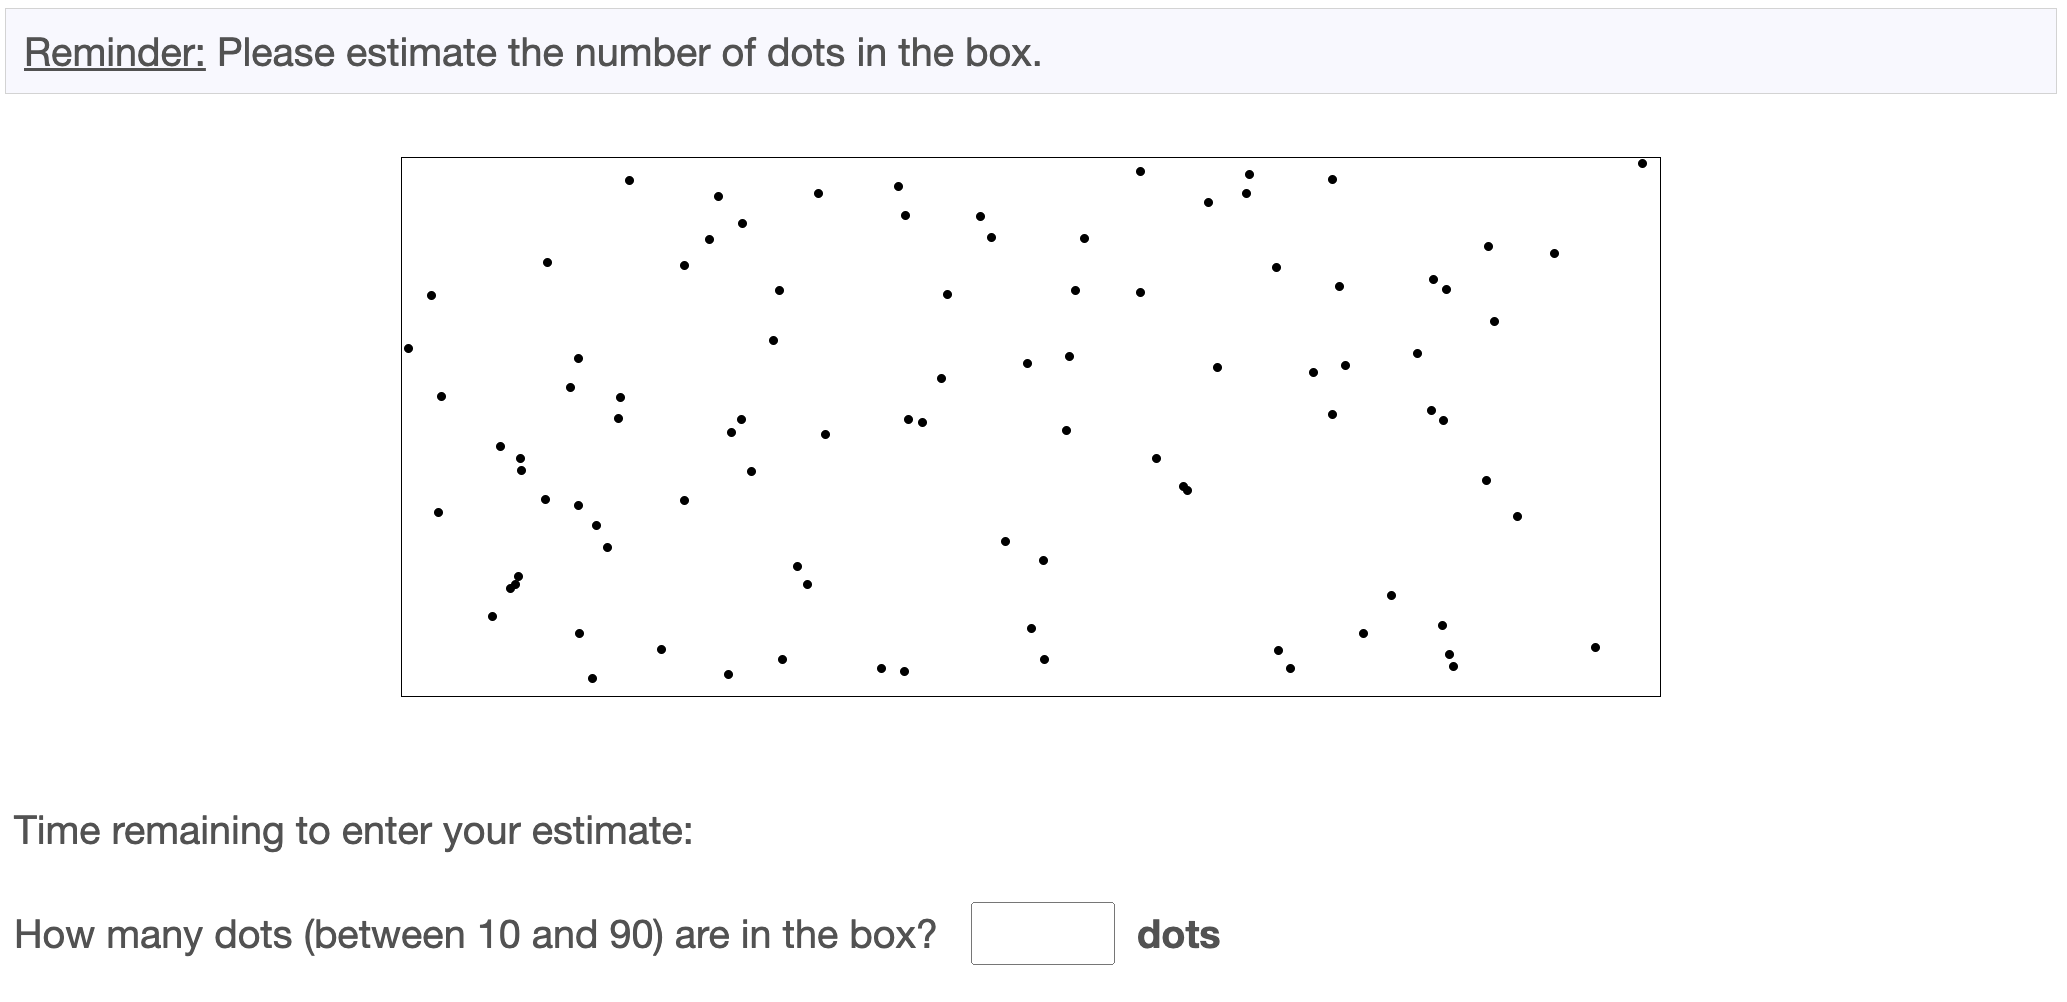 Reminder: Please estimate the number of dots in the box.
Time remaining to enter your estimate:
How many dots (between 10 and 90) are in the box? dots